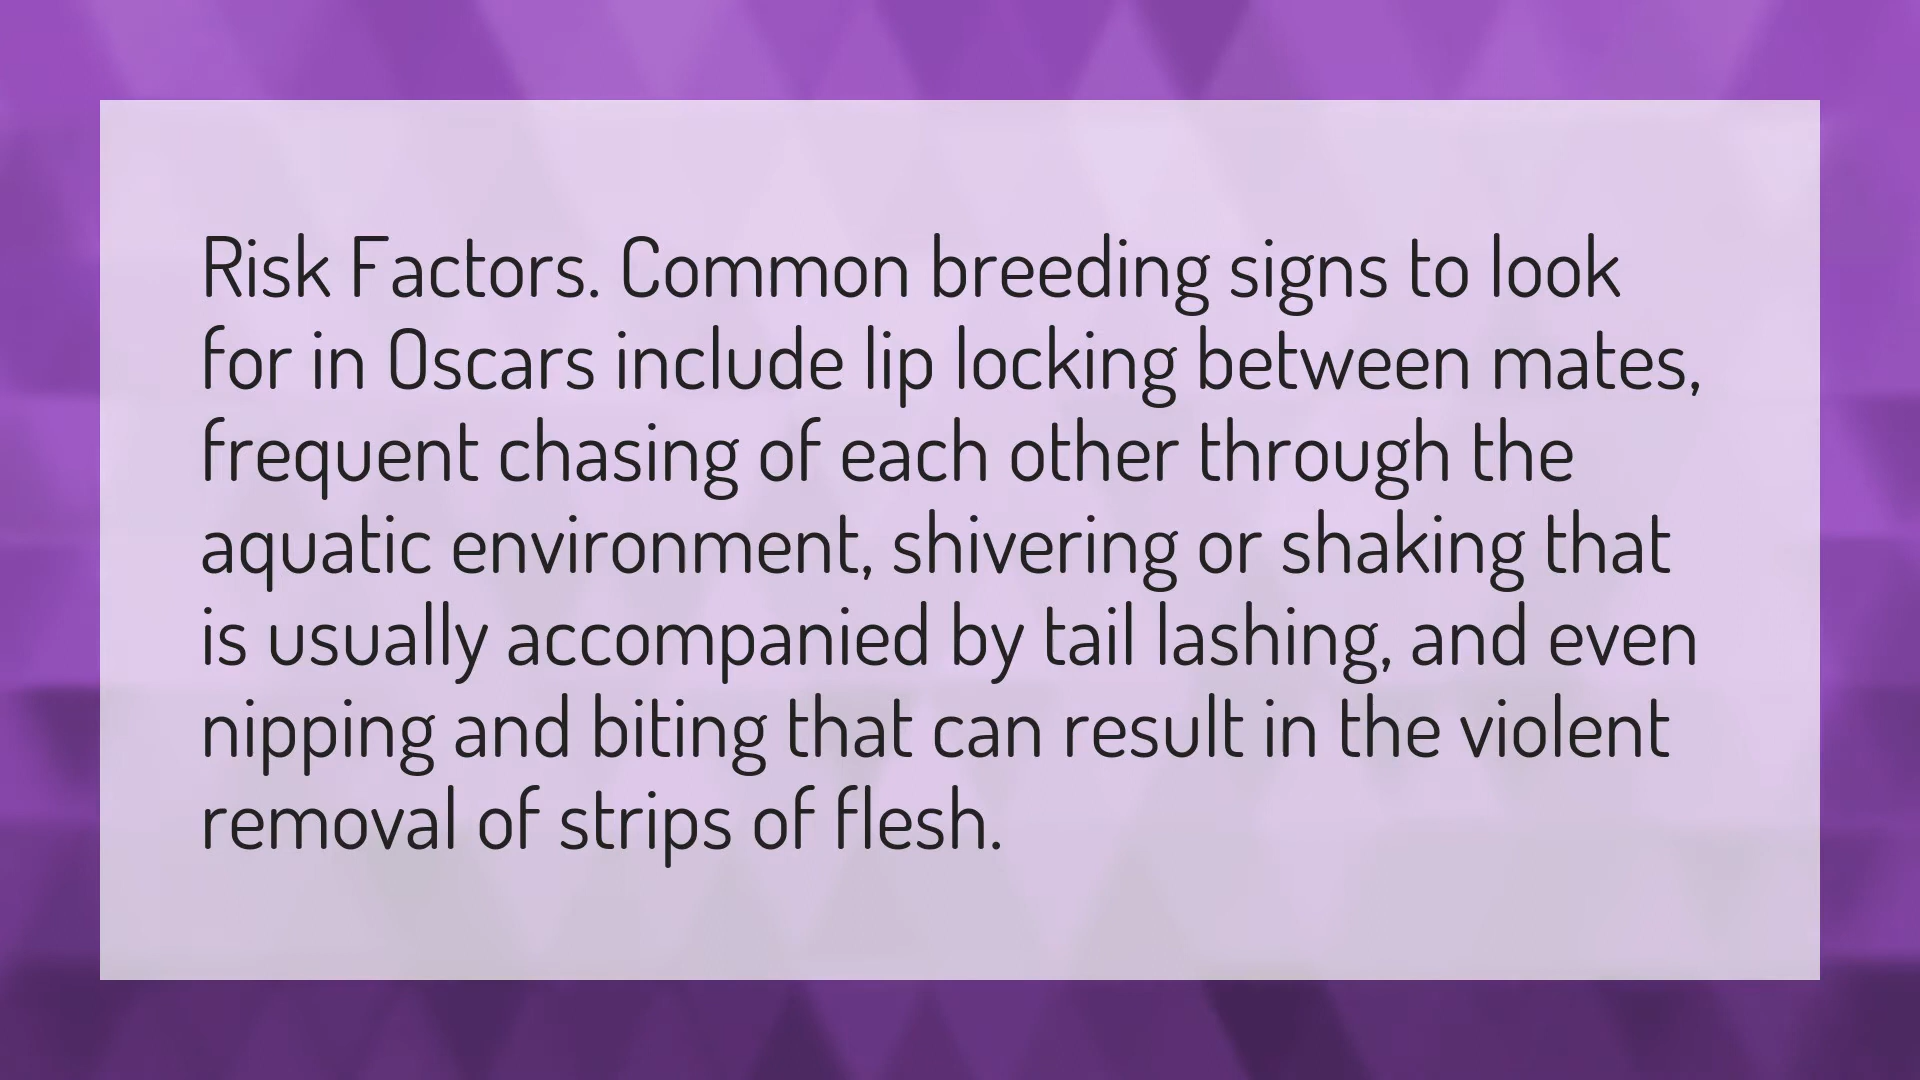 Risk Factors. Common breeding signs to look
for in Oscars include lip locking between mates,
frequent chasing of each other through the
aquatic environment, shivering or shaking that
is usually accompanied by tail lashing, and even
nipping and biting that can result in the violent
removal of strips of flesh.